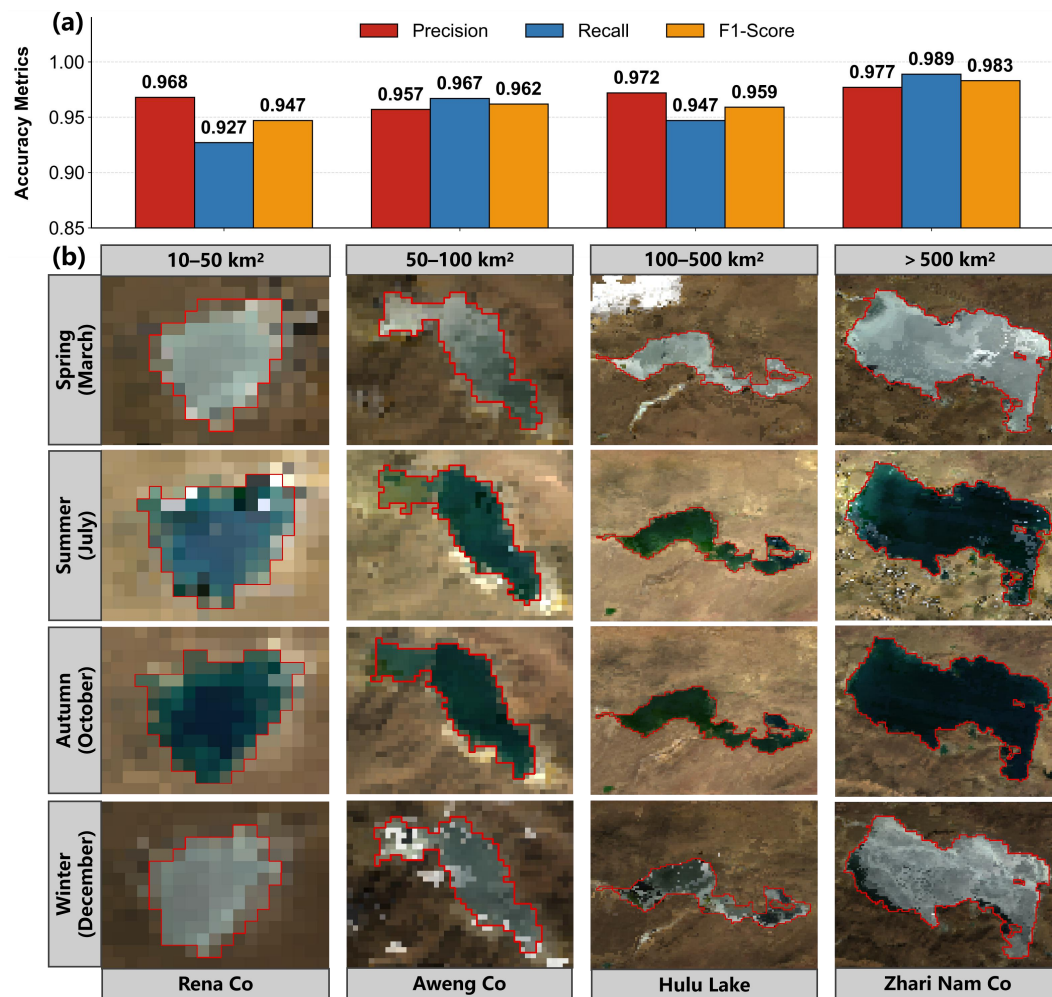 (a)
Precision Recall F1-Score
Accuracy Metrics
1.00
0.95
0.90
0.85
0.968
0.927
0.947
0.957
0.967
0.962
0.972
0.947
0.959
0.977
0.989
0.983
(b)
10–50 km²
50–100 km²
100–500 km²
> 500 km²
Spring
(March)
Summer
(July)
Autumn
(October)
Winter
(December)
Rena Co
Aweng Co
Hulu Lake
Zhari Nam Co